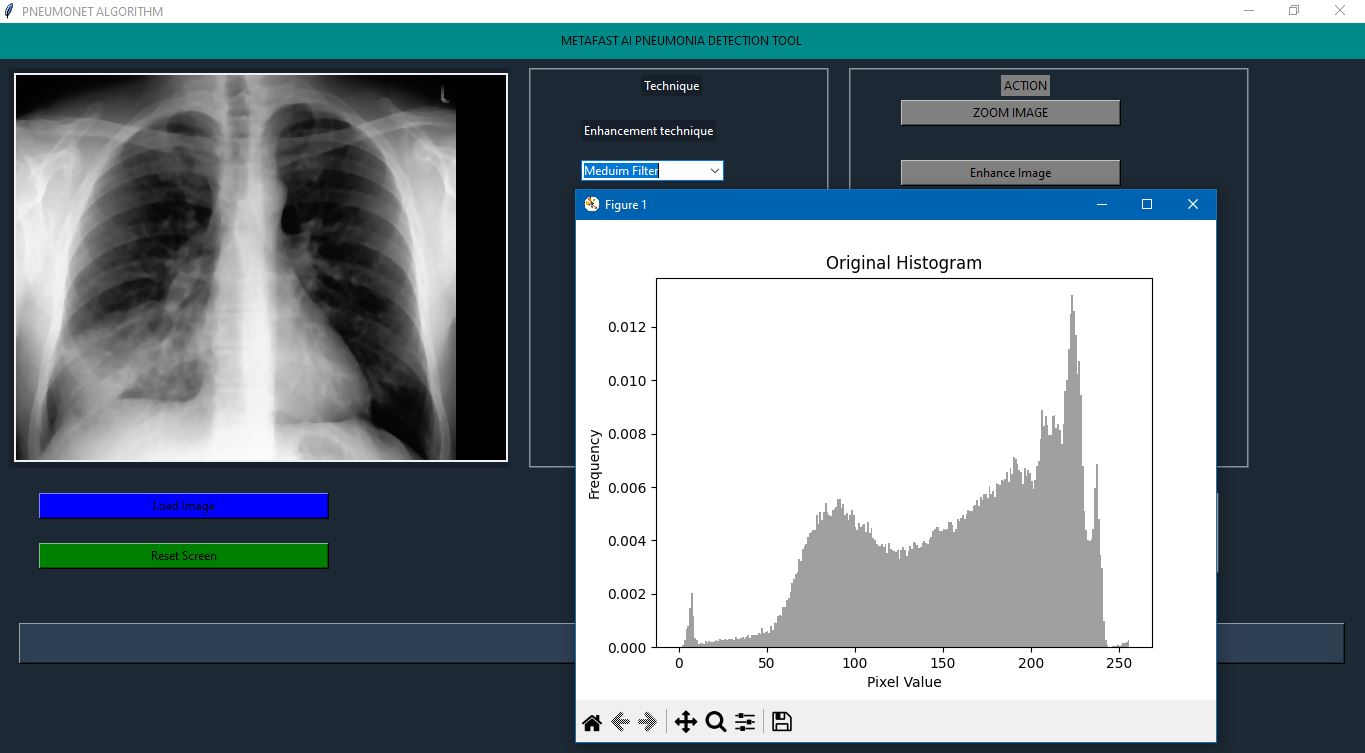 PNEUMONET ALGORITHM
METAFAST AI PNEUMONIA DETECTION TOOL
L
Technique
Enhancement technique
Meduim Filter
ACTION
ZOOM IMAGE
Enhance Image
Figure 1
Original Histogram
0.012
0.010
0.008
0.006
0.004
0.002
0.000
Frequency
0 50 100 150 200 250
Pixel Value
Load Image
Reset Screen